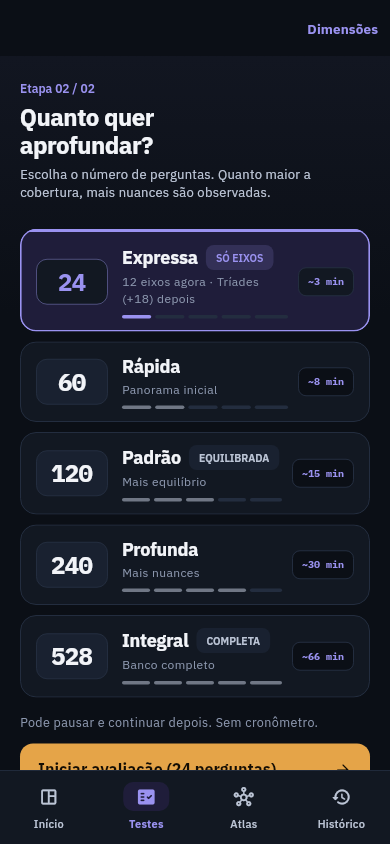 Dimensões
Etapa 02 / 02
Quanto quer
aprofundar?
Escolha o número de perguntas. Quanto maior a
cobertura, mais nuances são observadas.
24
Expressa
SÓ EIXOS
12 eixos agora · Tríades
(+18) depois
~3 min
60
Rápida
Panorama inicial
~8 min
120
Padrão
EQUILIBRADA
Mais equilíbrio
~15 min
240
Profunda
Mais nuances
~30 min
528
Integral
COMPLETA
Banco completo
~66 min
Pode pausar e continuar depois. Sem cronômetro.
Iniciar avaliação (24 perguntas) →
Início
Testes
Atlas
Histórico